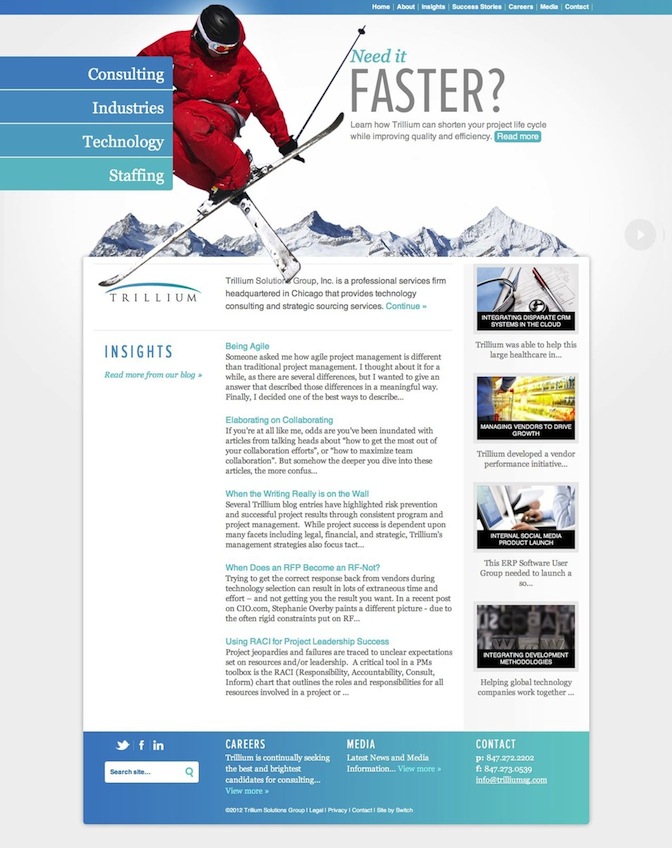 Home | About | Insights | Success Stories | Careers | Media | Contact |
Consulting
Industries
Technology
Staffing
Need it
FASTER?
Learn how Trillium can shorten your project life cycle
while improving quality and efficiency. Read more
TRILLIUM
Trillium Solutions Group, Inc. is a professional services firm
headquartered in Chicago that provides technology
consulting and strategic sourcing services. Continue »
INSIGHTS
Read more from our blog »
Being Agile
Someone asked me how agile project management is different
than traditional project management. I thought about it for a
while, as there are several differences, but I wanted to give an
answer that described those differences in a meaningful way.
Finally, I decided one of the best ways to describe...
Elaborating on Collaborating
If you're at all like me, odds are you've been inundated with
articles from talking heads about "how to get the most out of
your collaboration efforts", or "how to maximize team
collaboration". But somehow the deeper you dive into these
articles, the more confus...
When the Writing Really is on the Wall
Several Trillium blog entries have highlighted risk prevention
and successful project results through consistent program and
project management. While project success is dependent upon
many facets including legal, financial, and strategic, Trillium's
management strategies also focus tact...
When Does an RFP Become an RF-Not?
Trying to get the correct response back from vendors during
technology selection can result in lots of extraneous time and
effort – and not getting you the result you want. In a recent post
on CIO.com, Stephanie Overby paints a different picture - due to
the often rigid constraints put on RF...
Using RACI for Project Leadership Success
Project jeopardies and failures are traced to unclear expectations
set on resources and/or leadership. A critical tool in a PMs
toolbox is the RACI (Responsibility, Accountability, Consult,
Inform) chart that outlines the roles and responsibilities for all
resources involved in a project or ...
INTEGRATING DISPARATE CRM
SYSTEMS IN THE CLOUD
Trillium was able to help this
large healthcare in...
MANAGING VENDORS TO DRIVE
GROWTH
Trillium developed a vendor
performance initiative...
INTERNAL SOCIAL MEDIA
PRODUCT LAUNCH
This ERP Software User
Group needed to launch a
so...
INTEGRATING DEVELOPMENT
METHODOLOGIES
Helping global technology
companies work together ...
Search site...
CAREERS
Trillium is continually seeking
the best and brightest
candidates for consulting...
View more »
MEDIA
Latest News and Media
Information... View more »
CONTACT
p: 847.272.2202
f: 847.273.0539
info@trilliumsg.com
©2012 Trillium Solutions Group | Legal | Privacy | Contact | Site by Switch